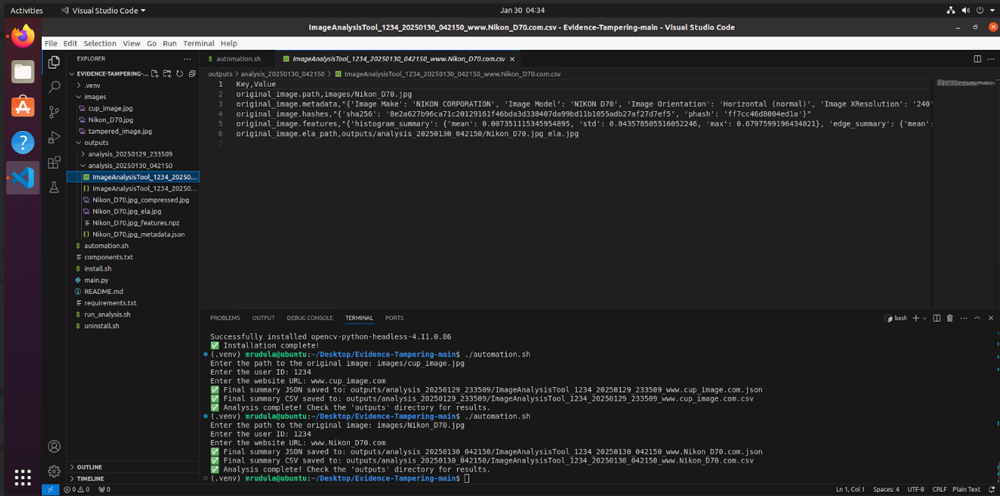 Activities
Visual Studio Code
Jan 30 04:34
ImageAnalysisTool_1234_20250130_042150_www.Nikon_D70.com.csv - Evidence-Tampering-main - Visual Studio Code
File Edit Selection View Go Run Terminal Help
EXPLORER
EVIDENCE-TAMPERING-...
.venv
images
cup_image.jpg
Nikon_D70.jpg
tampered_image.jpg
outputs
analysis_20250129_233509
analysis_20250130_042150
ImageAnalysisTool_1234_20250...
ImageAnalysisTool_1234_20250...
Nikon_D70.jpg_compressed.jpg
Nikon_D70.jpg_ela.jpg
Nikon_D70.jpg_features.npz
Nikon_D70.jpg_metadata.json
automation.sh
components.txt
install.sh
main.py
README.md
requirements.txt
run_analysis.sh
uninstall.sh
OUTLINE
TIMELINE
automation.sh
ImageAnalysisTool_1234_20250130_042150_www.Nikon_D70.com.csv
outputs > analysis_20250130_042150 > ImageAnalysisTool_1234_20250130_042150_www.Nikon_D70.com.csv
1 Key,Value
2 original_image.path,images/Nikon_D70.jpg
3 original_image.metadata,"{'Image Make': 'NIKON CORPORATION', 'Image Model': 'NIKON D70', 'Image Orientation': 'Horizontal (normal)', 'Image XResolution': '240'
4 original_image.hashes,"{'sha256': '8e2a627b96ca71c20129161f46bda3d338407da99bd11b1055adb27af27d7ef5', 'phash': 'ff7cc46d8004ed1a'}"
5 original_image.features,"{'histogram_summary': {'mean': 0.007351115345954895, 'std': 0.043578505516052246, 'max': 0.6797599196434021}, 'edge_summary': {'mean':
6 original_image.ela_path,outputs/analysis_20250130_042150/Nikon_D70.jpg_ela.jpg
7
PROBLEMS OUTPUT DEBUG CONSOLE TERMINAL PORTS
bash
Successfully installed opencv-python-headless-4.11.0.86
✅ Installation complete!
(.venv) mrudula@ubuntu:~/Desktop/Evidence-Tampering-main$ ./automation.sh
Enter the path to the original image: images/cup_image.jpg
Enter the user ID: 1234
Enter the website URL: www.cup_image.com
✅ Final summary JSON saved to: outputs/analysis_20250129_233509/ImageAnalysisTool_1234_20250129_233509_www.cup_image.com.json
✅ Final summary CSV saved to: outputs/analysis_20250129_233509/ImageAnalysisTool_1234_20250129_233509_www.cup_image.com.csv
✅ Analysis complete! Check the 'outputs' directory for results.
(.venv) mrudula@ubuntu:~/Desktop/Evidence-Tampering-main$ ./automation.sh
Enter the path to the original image: images/Nikon_D70.jpg
Enter the user ID: 1234
Enter the website URL: www.Nikon_D70.com
✅ Final summary JSON saved to: outputs/analysis_20250130_042150/ImageAnalysisTool_1234_20250130_042150_www.Nikon_D70.com.json
✅ Final summary CSV saved to: outputs/analysis_20250130_042150/ImageAnalysisTool_1234_20250130_042150_www.Nikon_D70.com.csv
✅ Analysis complete! Check the 'outputs' directory for results.
(.venv) mrudula@ubuntu:~/Desktop/Evidence-Tampering-main$
0 0 0
Ln 1, Col 1 Spaces: 4 UTF-8 CRLF Plain Text